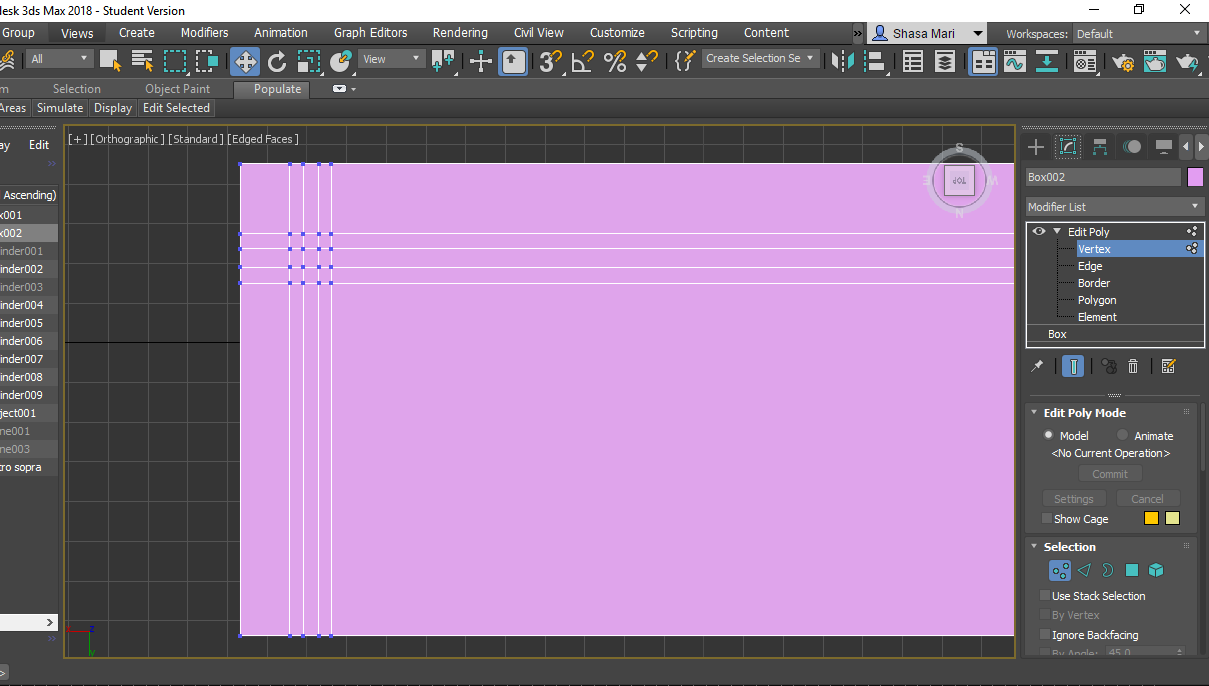 desk 3ds Max 2018 - Student Version
Group Views Create Modifiers Animation Graph Editors Rendering Civil View Customize Scripting Content » Shasa Mari Workspaces: Default
All View 3 Create Selection Se
m Selection Object Paint Populate
Areas Simulate Display Edit Selected
[+] [Orthographic] [Standard] [Edged Faces]
ay Edit
Ascending)
x001
x002
inder001
inder002
inder003
inder004
inder005
inder006
inder007
inder008
inder009
ject001
ne001
ne003
tro sopra
>
S
E TOP W
N
y
Box002
Modifier List
Edit Poly
Vertex
Edge
Border
Polygon
Element
Box
Edit Poly Mode
Model Animate
<No Current Operation>
Commit
Settings Cancel
Show Cage
Selection
Use Stack Selection
By Vertex
Ignore Backfacing
By Angle: 45.0